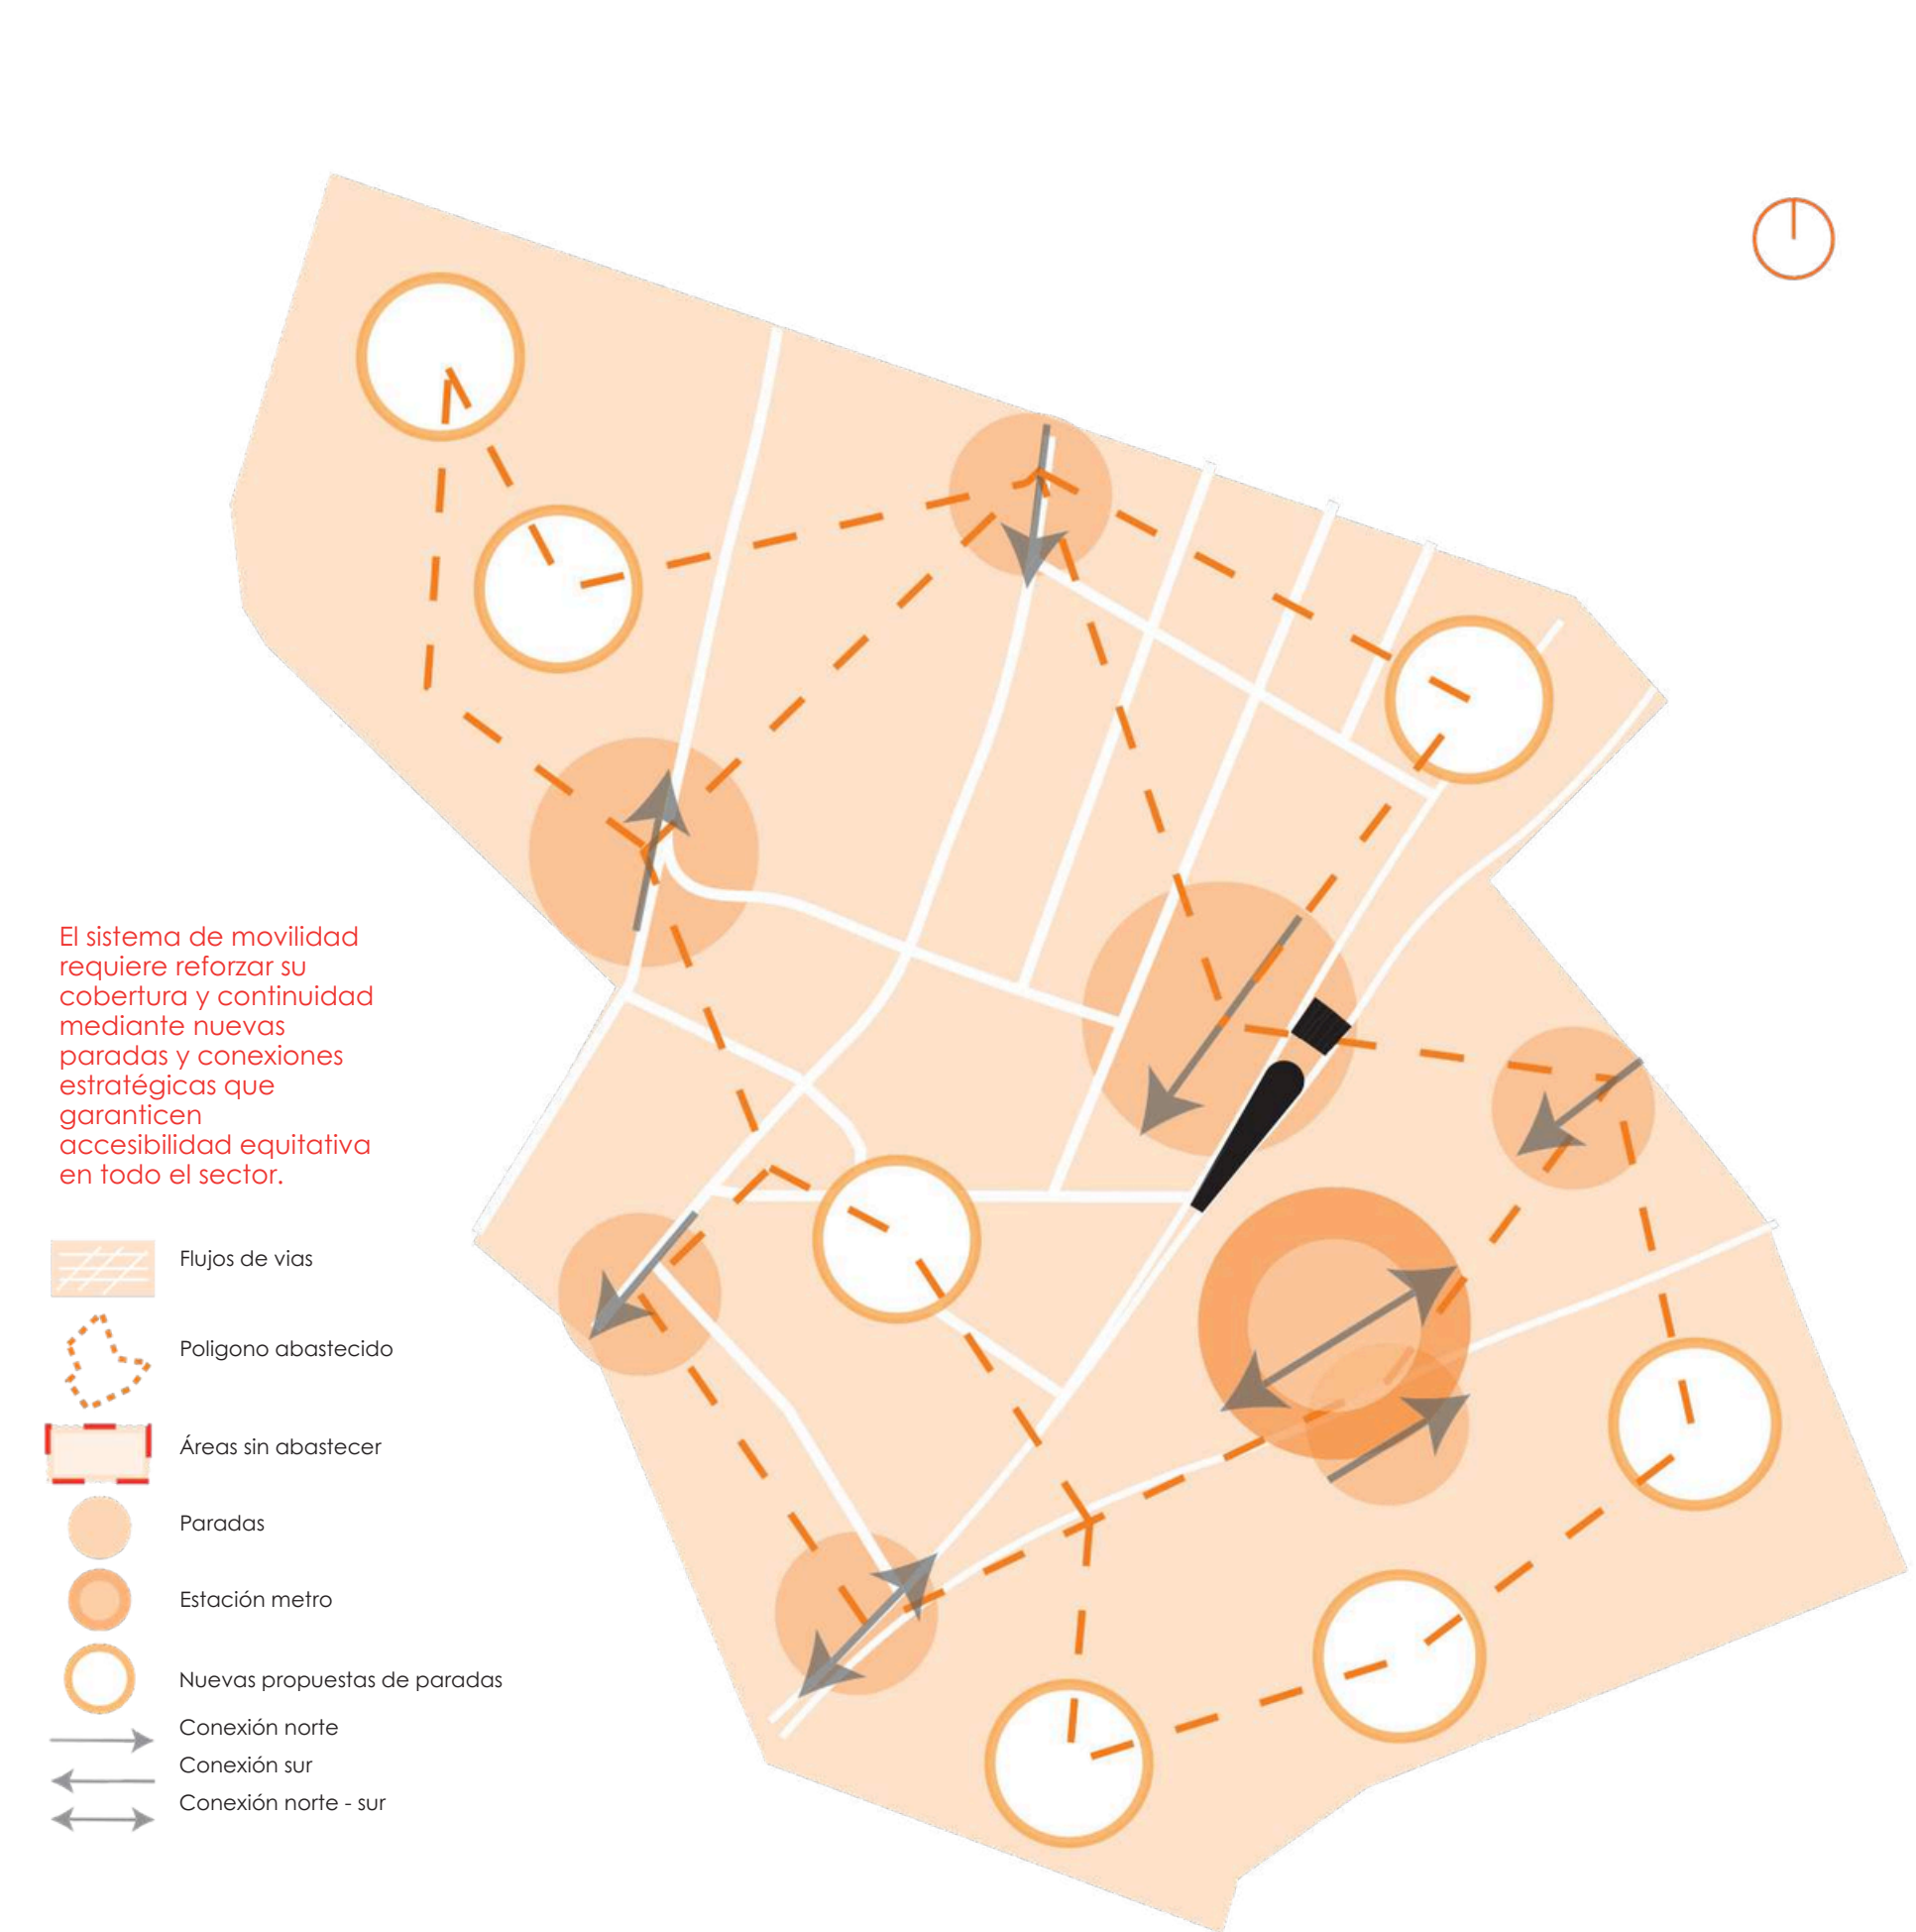 El sistema de movilidad
requiere reforzar su
cobertura y continuidad
mediante nuevas
paradas y conexiones
estratégicas que
garanticen
accesibilidad equitativa
en todo el sector.
Flujos de vias
Poligono abastecido
Áreas sin abastecer
Paradas
Estación metro
Nuevas propuestas de paradas
Conexión norte
Conexión sur
Conexión norte - sur